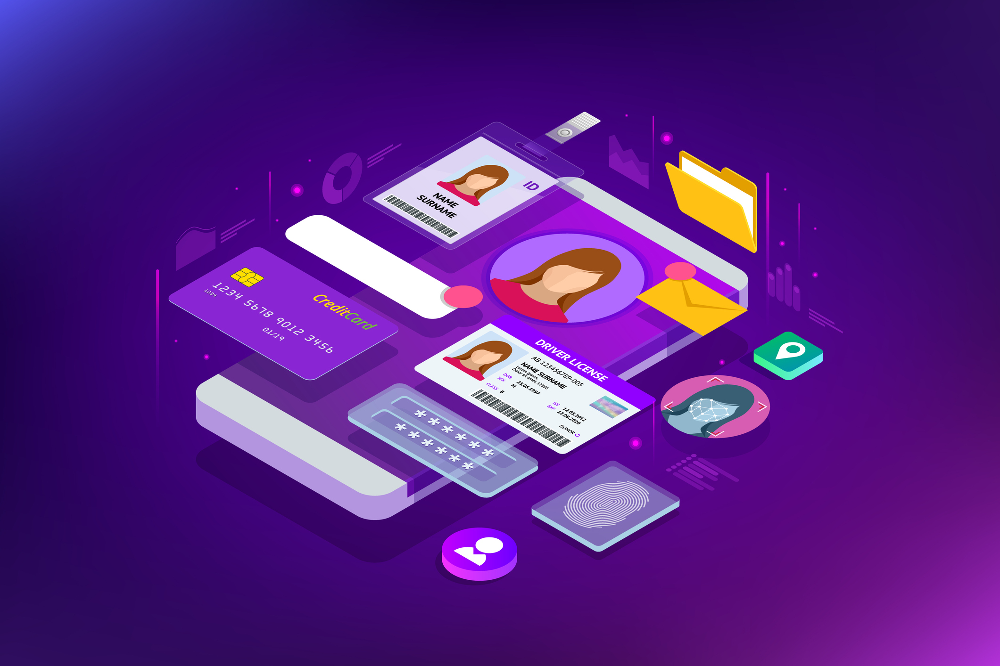 ID
NAME
SURNAME
1234 5678 9012 3456
1234
01/19
CreditCard
DRIVER LICENSE
AB 123456789-005
NAME SURNAME
Lorem ipsum.
Dolor sit amet, 12356
DOB 23.05.1997
SEX M
CLASS B
ISS 12.03.2012
EXP 12.08.2020
DONOR
******
******